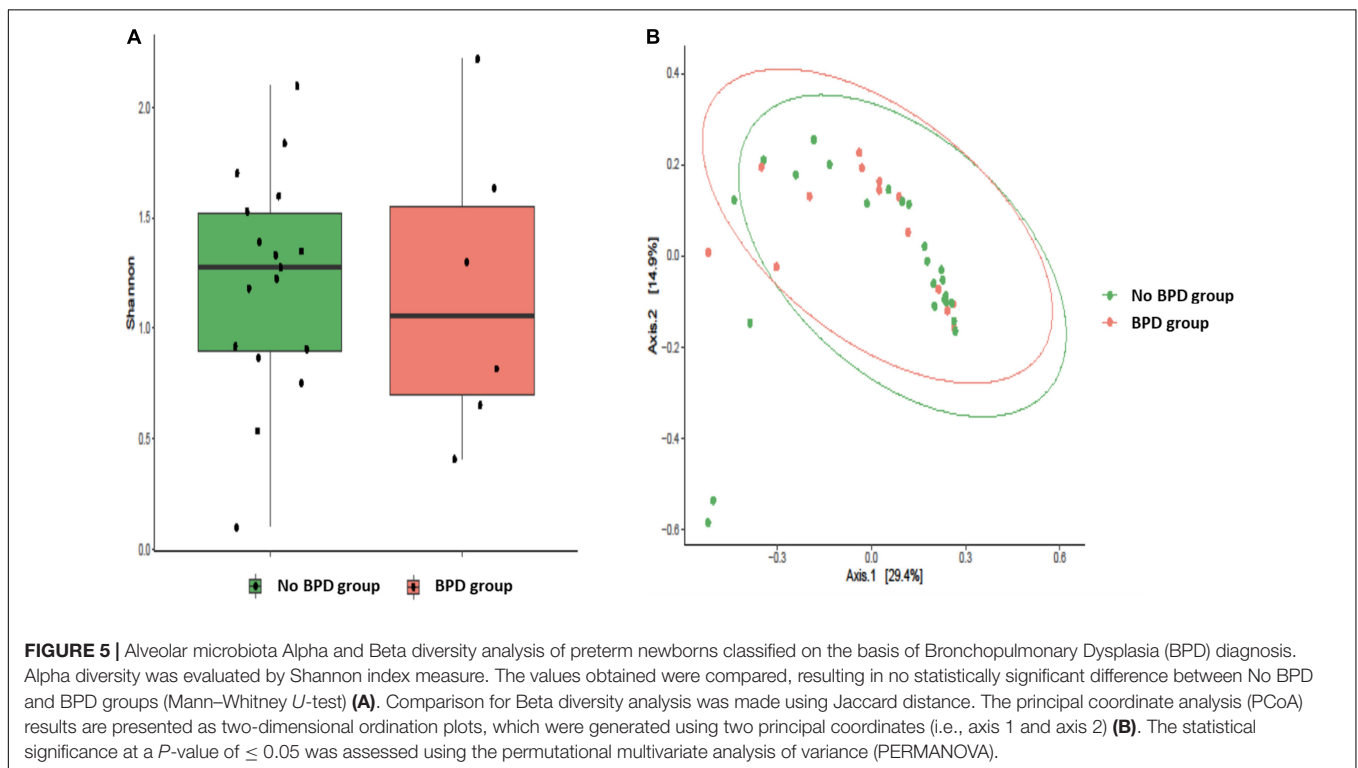 A
B
Shannon
2.0
1.5
1.0
0.5
0.0
No BPD group
BPD group
Axis.2 [14.9%]
0.4
0.2
0.0
−0.2
−0.4
−0.6
−0.3
0.0
0.3
0.6
Axis.1 [29.4%]
No BPD group
BPD group
FIGURE 5 | Alveolar microbiota Alpha and Beta diversity analysis of preterm newborns classified on the basis of Bronchopulmonary Dysplasia (BPD) diagnosis.
Alpha diversity was evaluated by Shannon index measure. The values obtained were compared, resulting in no statistically significant difference between No BPD
and BPD groups (Mann–Whitney U-test) (A). Comparison for Beta diversity analysis was made using Jaccard distance. The principal coordinate analysis (PCoA)
results are presented as two-dimensional ordination plots, which were generated using two principal coordinates (i.e., axis 1 and axis 2) (B). The statistical
significance at a P-value of ≤ 0.05 was assessed using the permutational multivariate analysis of variance (PERMANOVA).